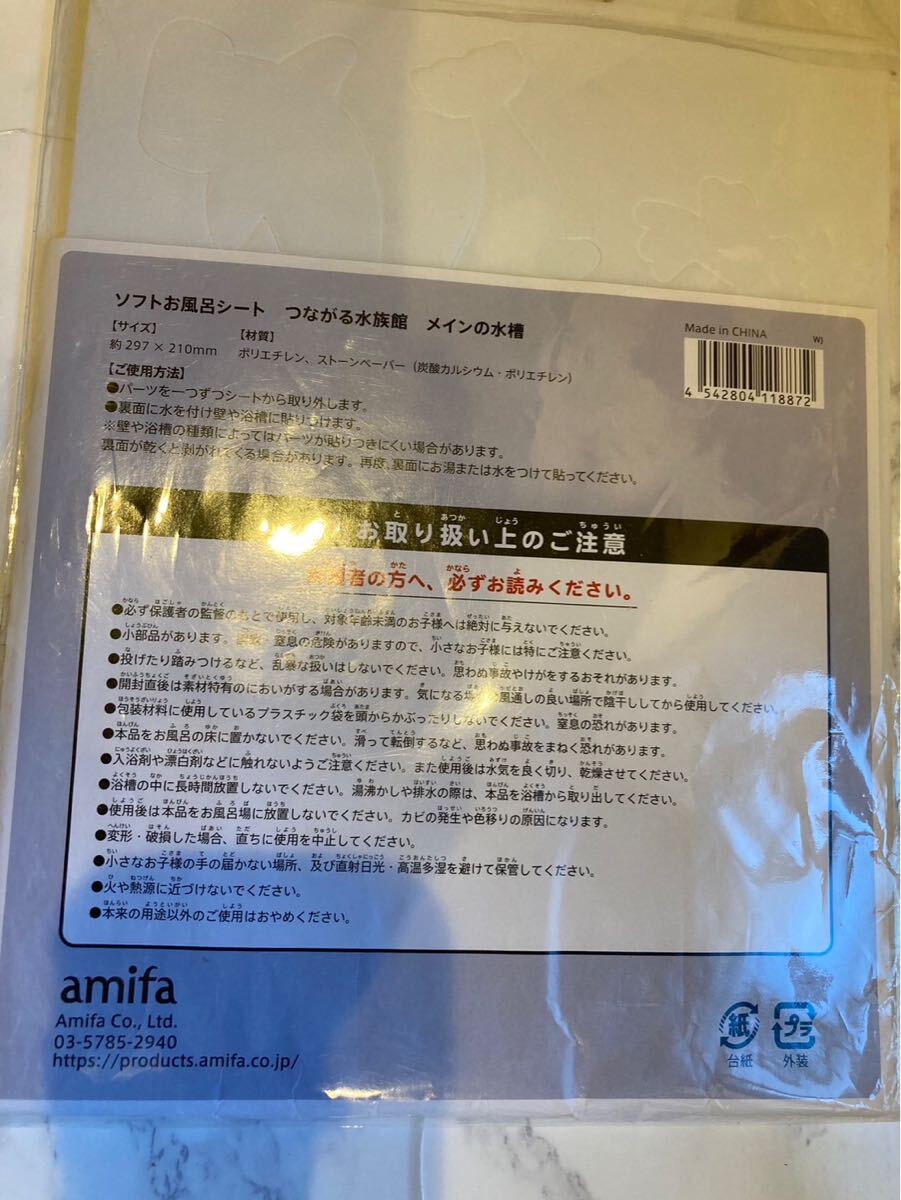 ソフトお風呂シート　つながる水族館　メインの水槽
【サイズ】
約 297 × 210mm
【材質】
ポリエチレン、ストーンペーパー（炭酸カルシウム・ポリエチレン）
Made in CHINA
W)
4 542804 118872
【ご使用方法】
●パーツを一つずつシートから取り外します。
●裏面に水を付け壁や浴槽に貼りつけます。
※壁や浴槽の種類によってはパーツが貼りつきにくい場合があります。
裏面が乾くと剥がれてくる場合があります。再度、裏面にお湯または水をつけて貼ってください。
お取り扱い上のご注意
者の方へ、必ずお読みください。
●必ず保護者の監督のもとで使用し、対象年齢未満のお子様へは絶対に与えないでください。
●小部品があります。窒息の危険がありますので、小さなお子様には特にご注意ください。
●投げたり踏みつけるなど、乱暴な扱いはしないでください。思わぬ事故やけがをするおそれがあります。
●開封直後は素材特有のにおいがする場合があります。気になる場合は風通しの良い場所で陰干ししてから使用してください。
●包装材料に使用しているプラスチック袋を頭からかぶったりしないでください。窒息の恐れがあります。
●本品をお風呂の床に置かないでください。滑って転倒するなど、思わぬ事故をまねく恐れがあります。
●入浴剤や漂白剤などに触れないようご注意ください。また使用後は水気を良く切り、乾燥させてください。
●浴槽の中に長時間放置しないでください。湯沸かしや排水の際は、本品を浴槽から取り出してください。
●使用後は本品をお風呂場に放置しないでください。カビの発生や色移りの原因になります。
●変形・破損した場合、直ちに使用を中止してください。
●小さなお子様の手の届かない場所、及び直射日光・高温多湿を避けて保管してください。
●火や熱源に近づけないでください。
●本来の用途以外のご使用はおやめください。
amifa
Amifa Co., Ltd.
03-5785-2940
https://products.amifa.co.jp/
紙
台紙
プラ
外装